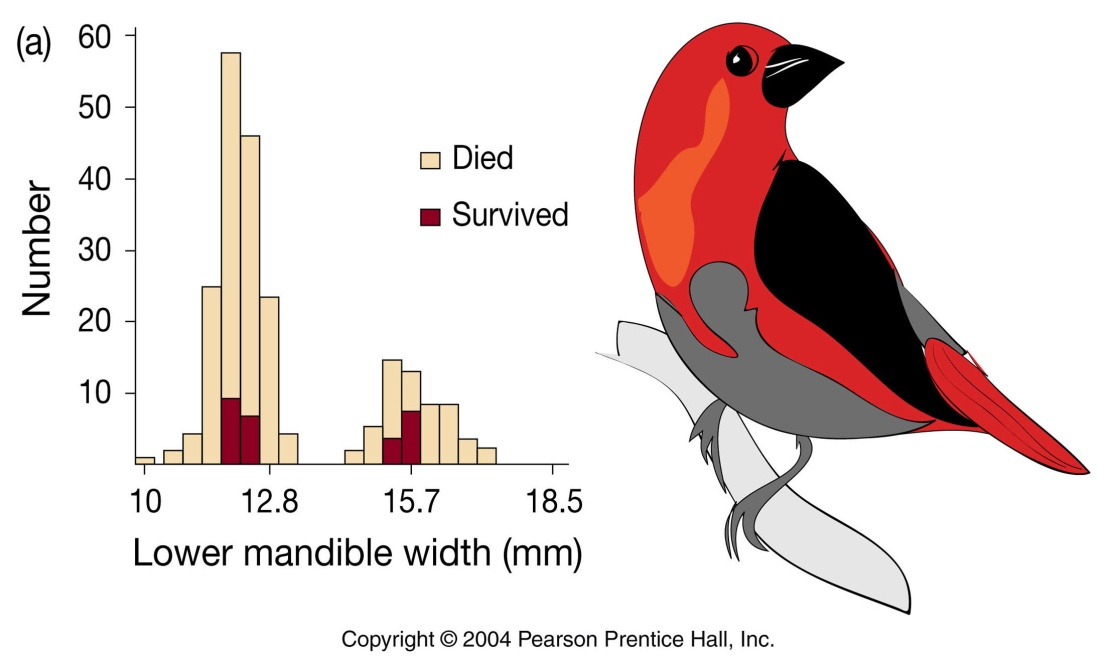 (a)
60
50
40
30
20
10
Number
Died
Survived
10 12.8 15.7 18.5
Lower mandible width (mm)
Copyright © 2004 Pearson Prentice Hall, Inc.